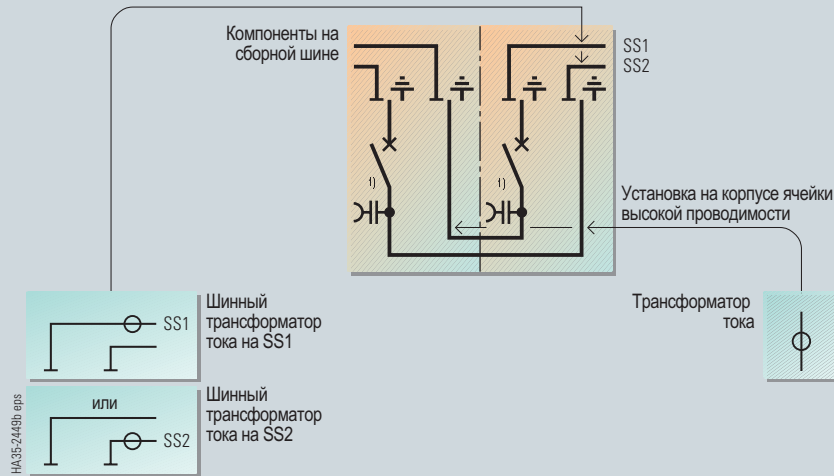 Компоненты на
сборной шине
SS1
SS2
1)
1)
Установка на корпусе ячейки
высокой проводимости
Шинный
трансформатор
тока на SS1
SS1
Трансформатор
тока
или
SS2
Шинный
трансформатор
тока на SS2
HA35-2449b eps